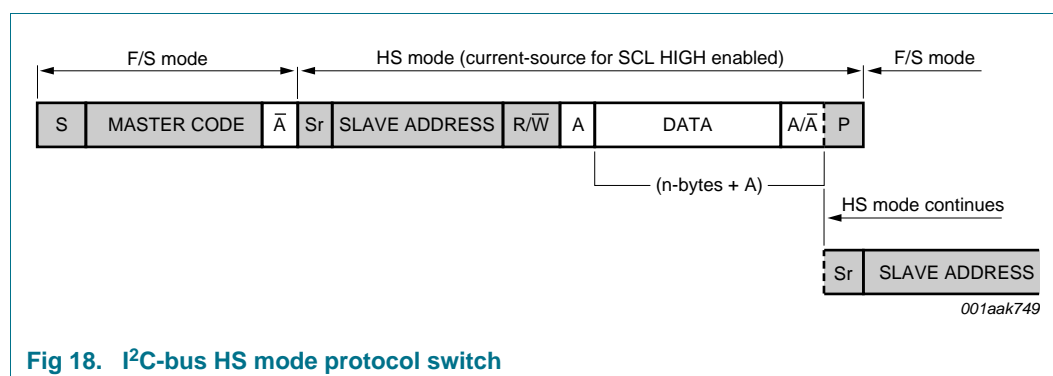 F/S mode HS mode (current-source for SCL HIGH enabled) F/S mode
S MASTER CODE A̅ Sr SLAVE ADDRESS R/W̅ A DATA A/A̅ P
(n-bytes + A)
HS mode continues
Sr SLAVE ADDRESS
001aak749
Fig 18. I²C-bus HS mode protocol switch